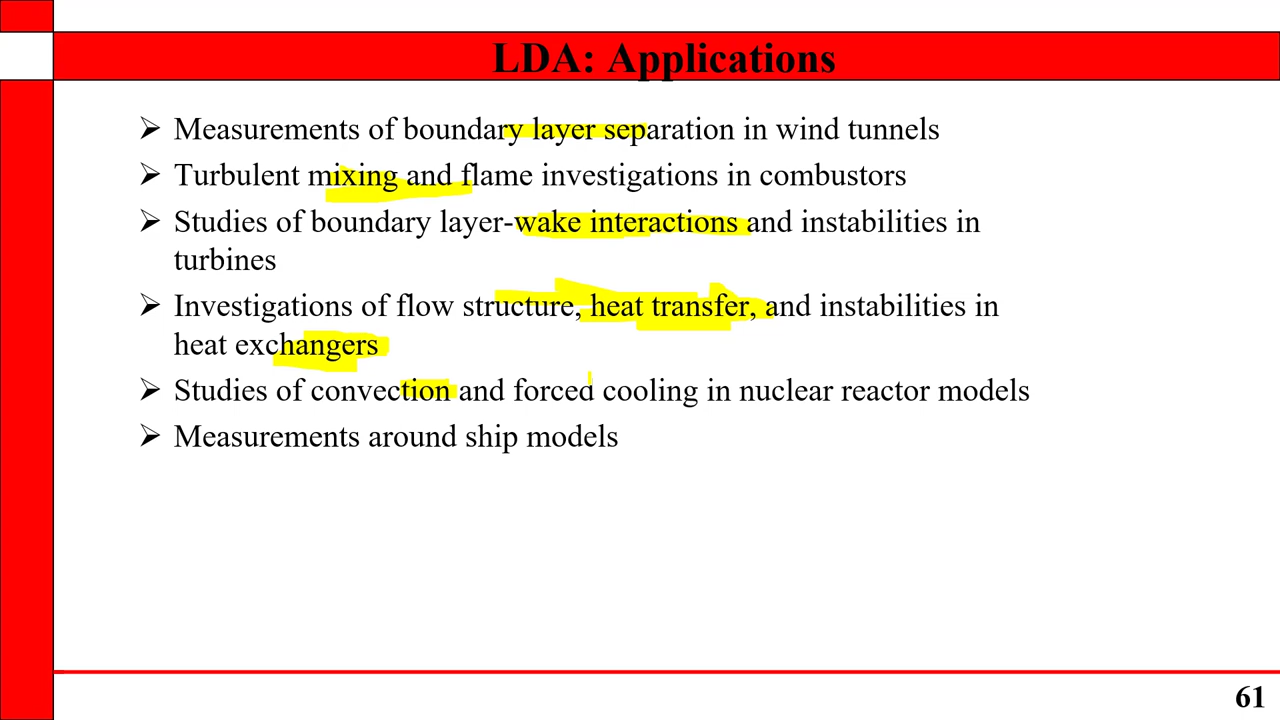 LDA: Applications
➢ Measurements of boundary layer separation in wind tunnels
➢ Turbulent mixing and flame investigations in combustors
➢ Studies of boundary layer-wake interactions and instabilities in
turbines
➢ Investigations of flow structure, heat transfer, and instabilities in
heat exchangers
➢ Studies of convection and forced cooling in nuclear reactor models
➢ Measurements around ship models
61